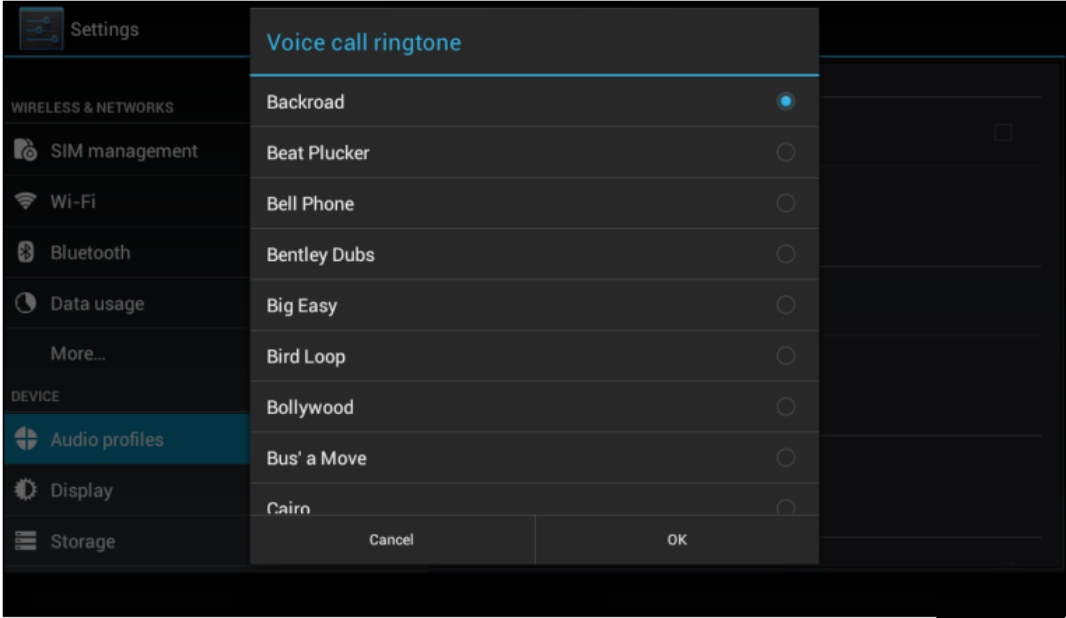 Settings
Voice call ringtone
WIRELESS & NETWORKS
SIM management
Wi-Fi
Bluetooth
Data usage
More...
DEVICE
Audio profiles
Display
Storage
Backroad
Beat Plucker
Bell Phone
Bentley Dubs
Big Easy
Bird Loop
Bollywood
Bus' a Move
Cairo
Cancel
OK